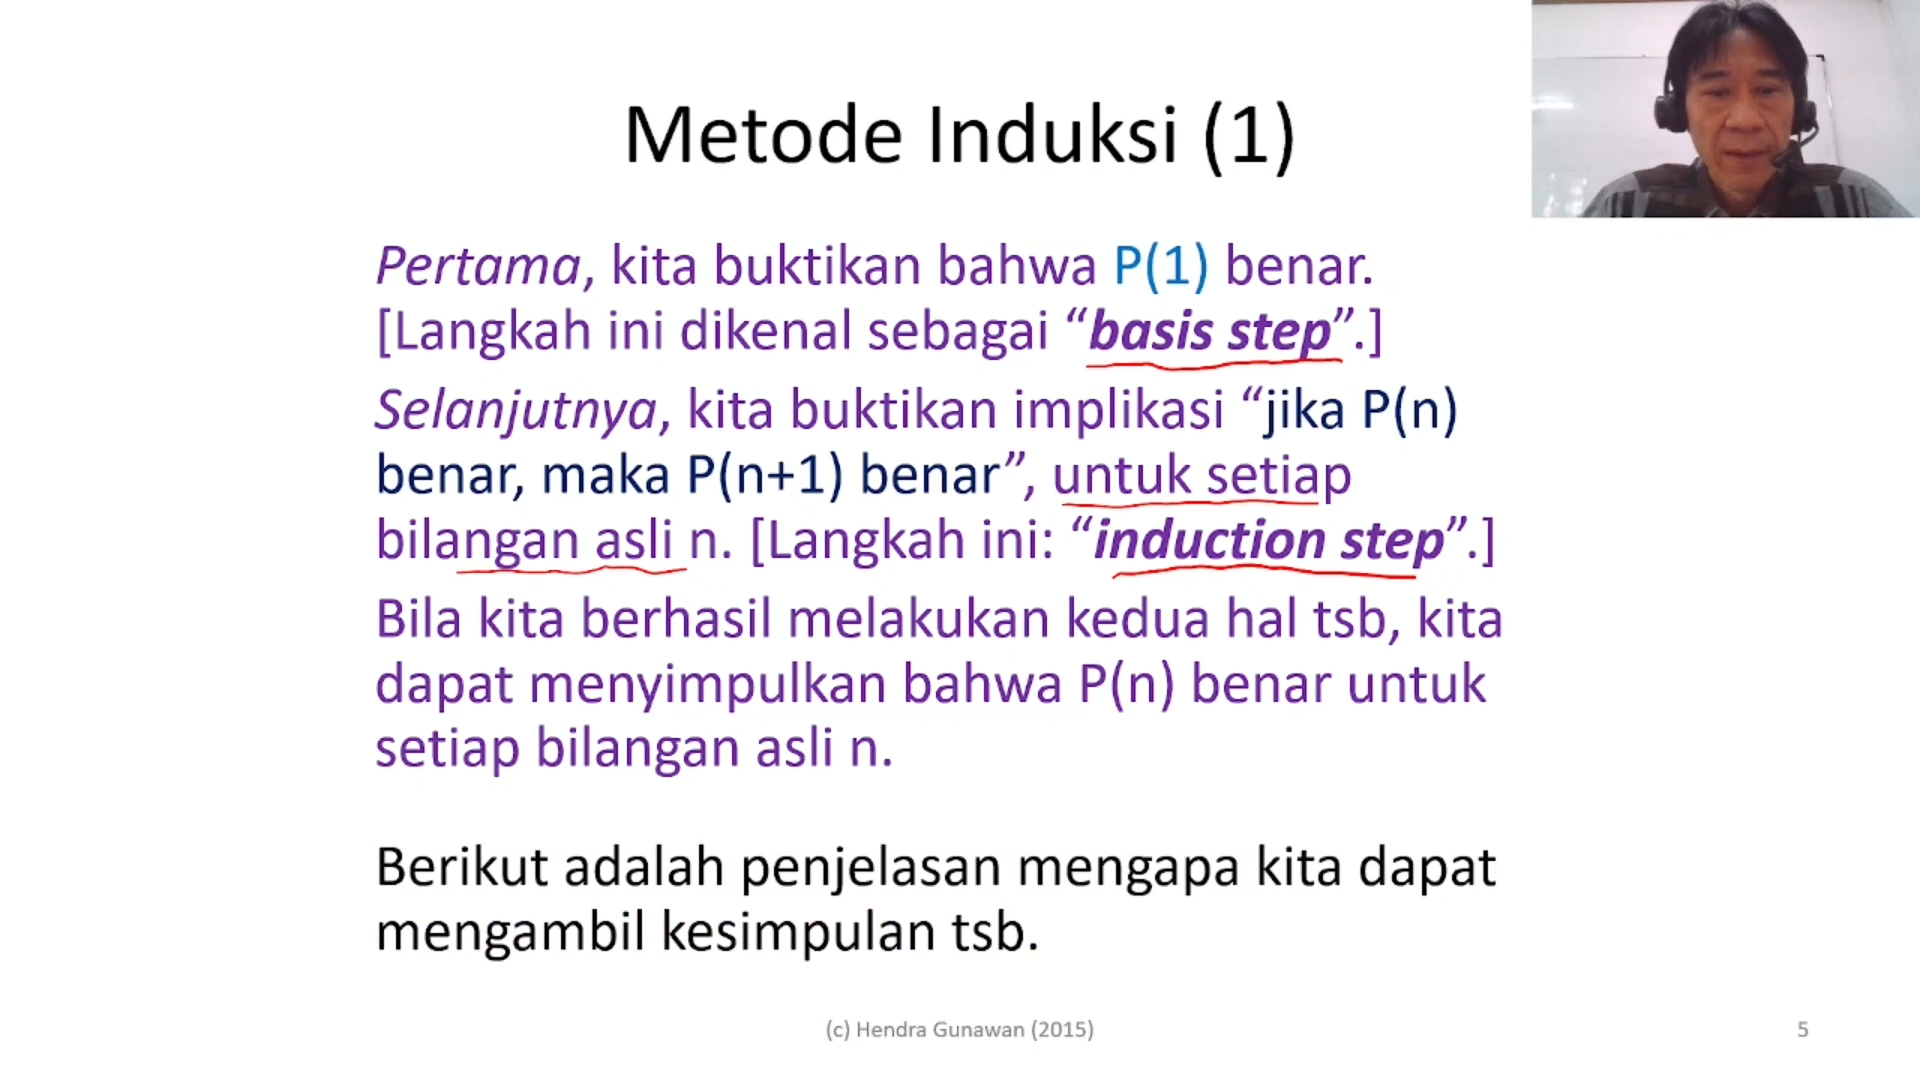 Metode Induksi (1)
Pertama, kita buktikan bahwa P(1) benar.
[Langkah ini dikenal sebagai “basis step”.]
Selanjutnya, kita buktikan implikasi “jika P(n)
benar, maka P(n+1) benar”, untuk setiap
bilangan asli n. [Langkah ini: “induction step”.]
Bila kita berhasil melakukan kedua hal tsb, kita
dapat menyimpulkan bahwa P(n) benar untuk
setiap bilangan asli n.
Berikut adalah penjelasan mengapa kita dapat
mengambil kesimpulan tsb.
(c) Hendra Gunawan (2015)
5